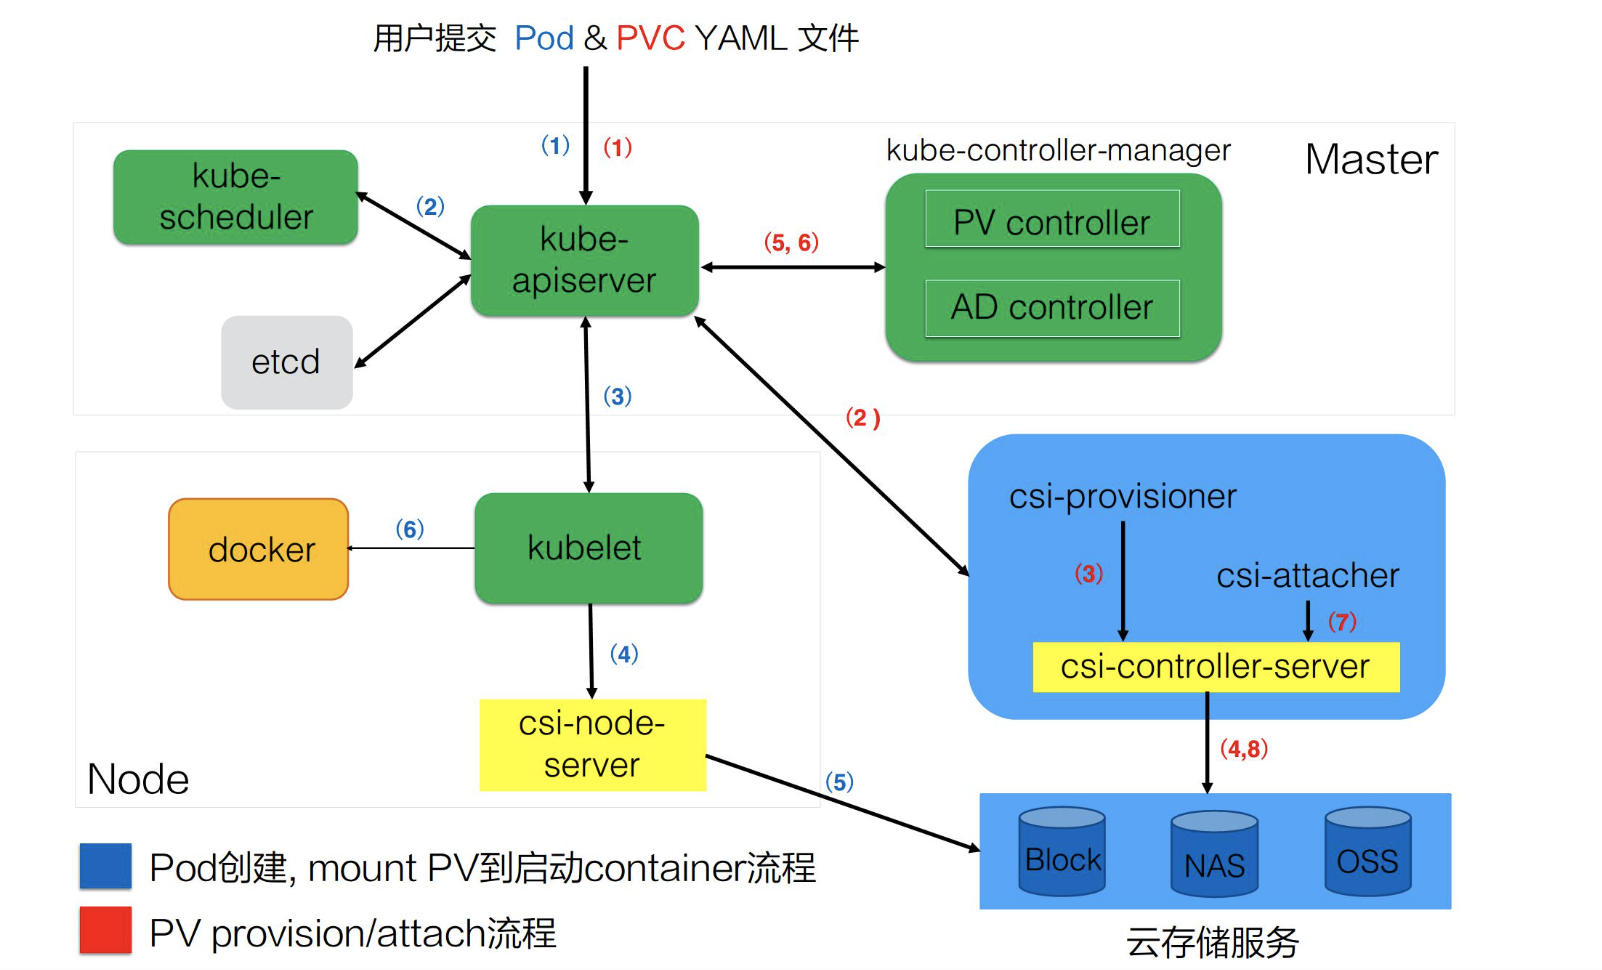 用户提交 Pod & PVC YAML 文件
(1) (1)
kube-controller-manager
Master
kube-
scheduler
(2)
kube-
apiserver
(5, 6)
PV controller
AD controller
etcd
(3)
(2 )
csi-provisioner
(3)
csi-attacher
(7)
csi-controller-server
(4,8)
docker
(6)
kubelet
(4)
csi-node-
server
Node
(5)
Block
NAS
OSS
云存储服务
Pod创建, mount PV到启动container流程
PV provision/attach流程